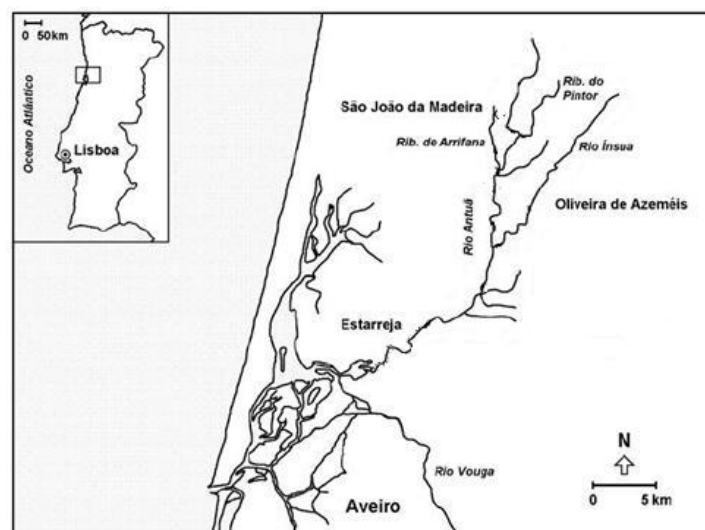 0 50km
Oceano Atlântico
Lisboa
São João da Madeira
Rib. do
Pintor
Rib. de Arrifana
Rio Ínsua
Rio Antuã
Oliveira de Azeméis
Estarreja
Rio Vouga
Aveiro
N
0 5 km